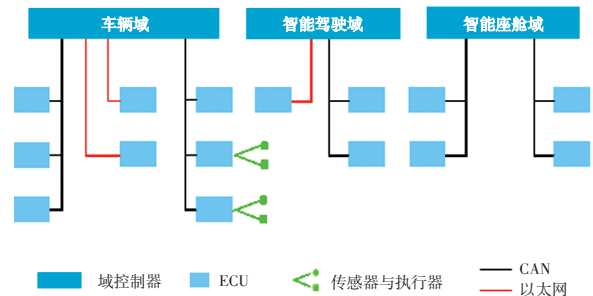 车辆域
智能驾驶域
智能座舱域
域控制器
ECU
传感器与执行器
CAN
以太网